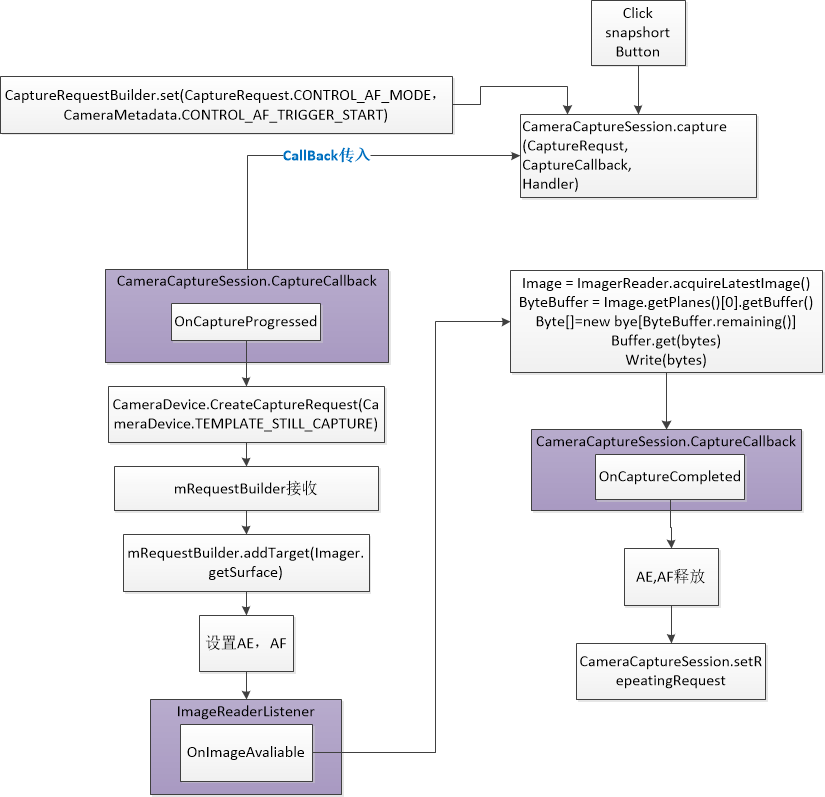 Click
snapshort
Button
CaptureRequestBuilder.set(CaptureRequest.CONTROL_AF_MODE，
CameraMetadata.CONTROL_AF_TRIGGER_START)
CameraCaptureSession.capture
(CaptureRequst,
CaptureCallback,
Handler)
CallBack传入
CameraCaptureSession.CaptureCallback
OnCaptureProgressed
CameraDevice.CreateCaptureRequest(Ca
meraDevice.TEMPLATE_STILL_CAPTURE)
mRequestBuilder接收
mRequestBuilder.addTarget(Imager.
getSurface)
设置AE，AF
ImageReaderListener
OnImageAvaliable
Image = ImagerReader.acquireLatestImage()
ByteBuffer = Image.getPlanes()[0].getBuffer()
Byte[]=new bye[ByteBuffer.remaining()]
Buffer.get(bytes)
Write(bytes)
CameraCaptureSession.CaptureCallback
OnCaptureCompleted
AE,AF释放
CameraCaptureSession.setR
epeatingRequest